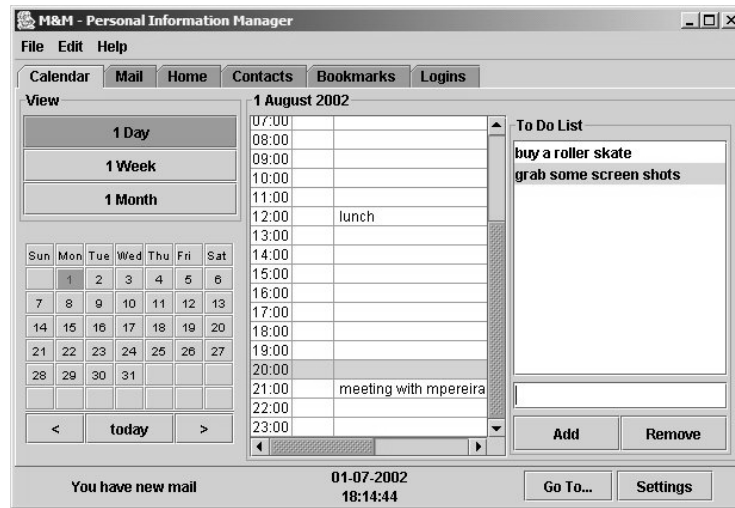 M&M - Personal Information Manager
File Edit Help
Calendar Mail Home Contacts Bookmarks Logins
View
1 Day
1 Week
1 Month
Sun Mon Tue Wed Thu Fri Sat
1 2 3 4 5 6
7 8 9 10 11 12 13
14 15 16 17 18 19 20
21 22 23 24 25 26 27
28 29 30 31
< today >
1 August 2002
07:00
08:00
09:00
10:00
11:00
12:00 lunch
13:00
14:00
15:00
16:00
17:00
18:00
19:00
20:00
21:00 meeting with mpereira
22:00
23:00
To Do List
buy a roller skate
grab some screen shots
Add Remove
You have new mail
01-07-2002
18:14:44
Go To... Settings